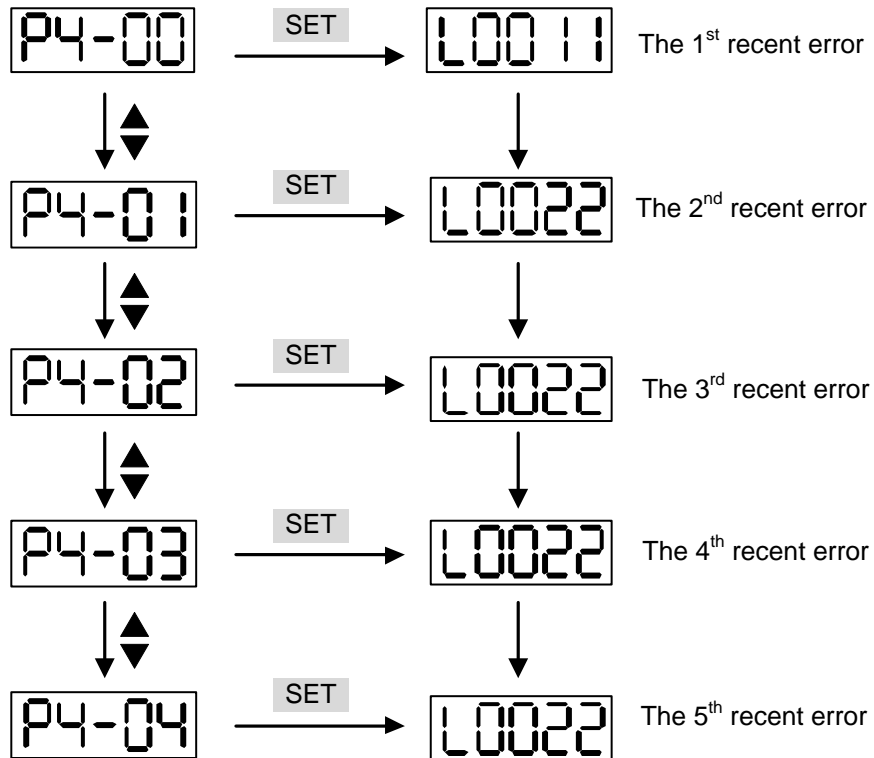 P4-00 SET L0011 The 1st recent error
P4-01 SET L0022 The 2nd recent error
P4-02 SET L0022 The 3rd recent error
P4-03 SET L0022 The 4th recent error
P4-04 SET L0022 The 5th recent error